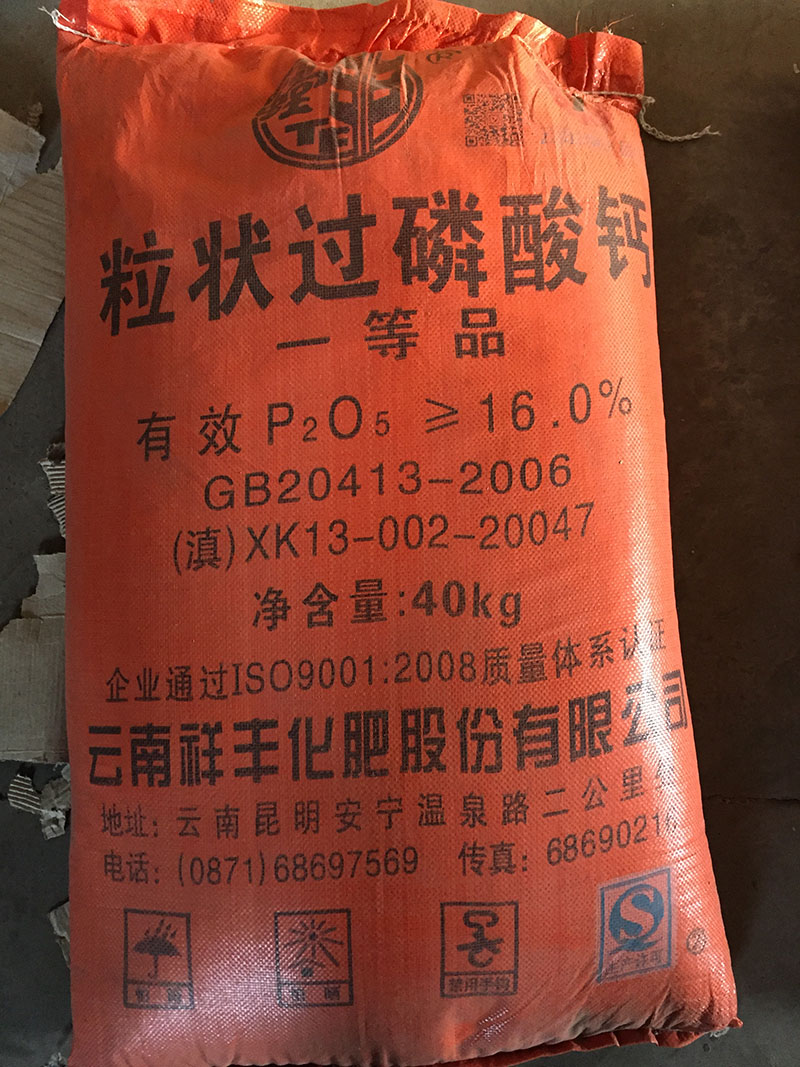 粒状过磷酸钙
一等品
有效P₂O₅ ≥16.0%
GB20413-2006
(滇)XK13-002-20047
净含量:40kg
企业通过ISO9001:2008质量体系认证
云南祥丰化肥股份有限公司
地址:云南昆明安宁温泉路二公里
电话:(0871)68697569 传真:6869021
禁用手钩
生产许可